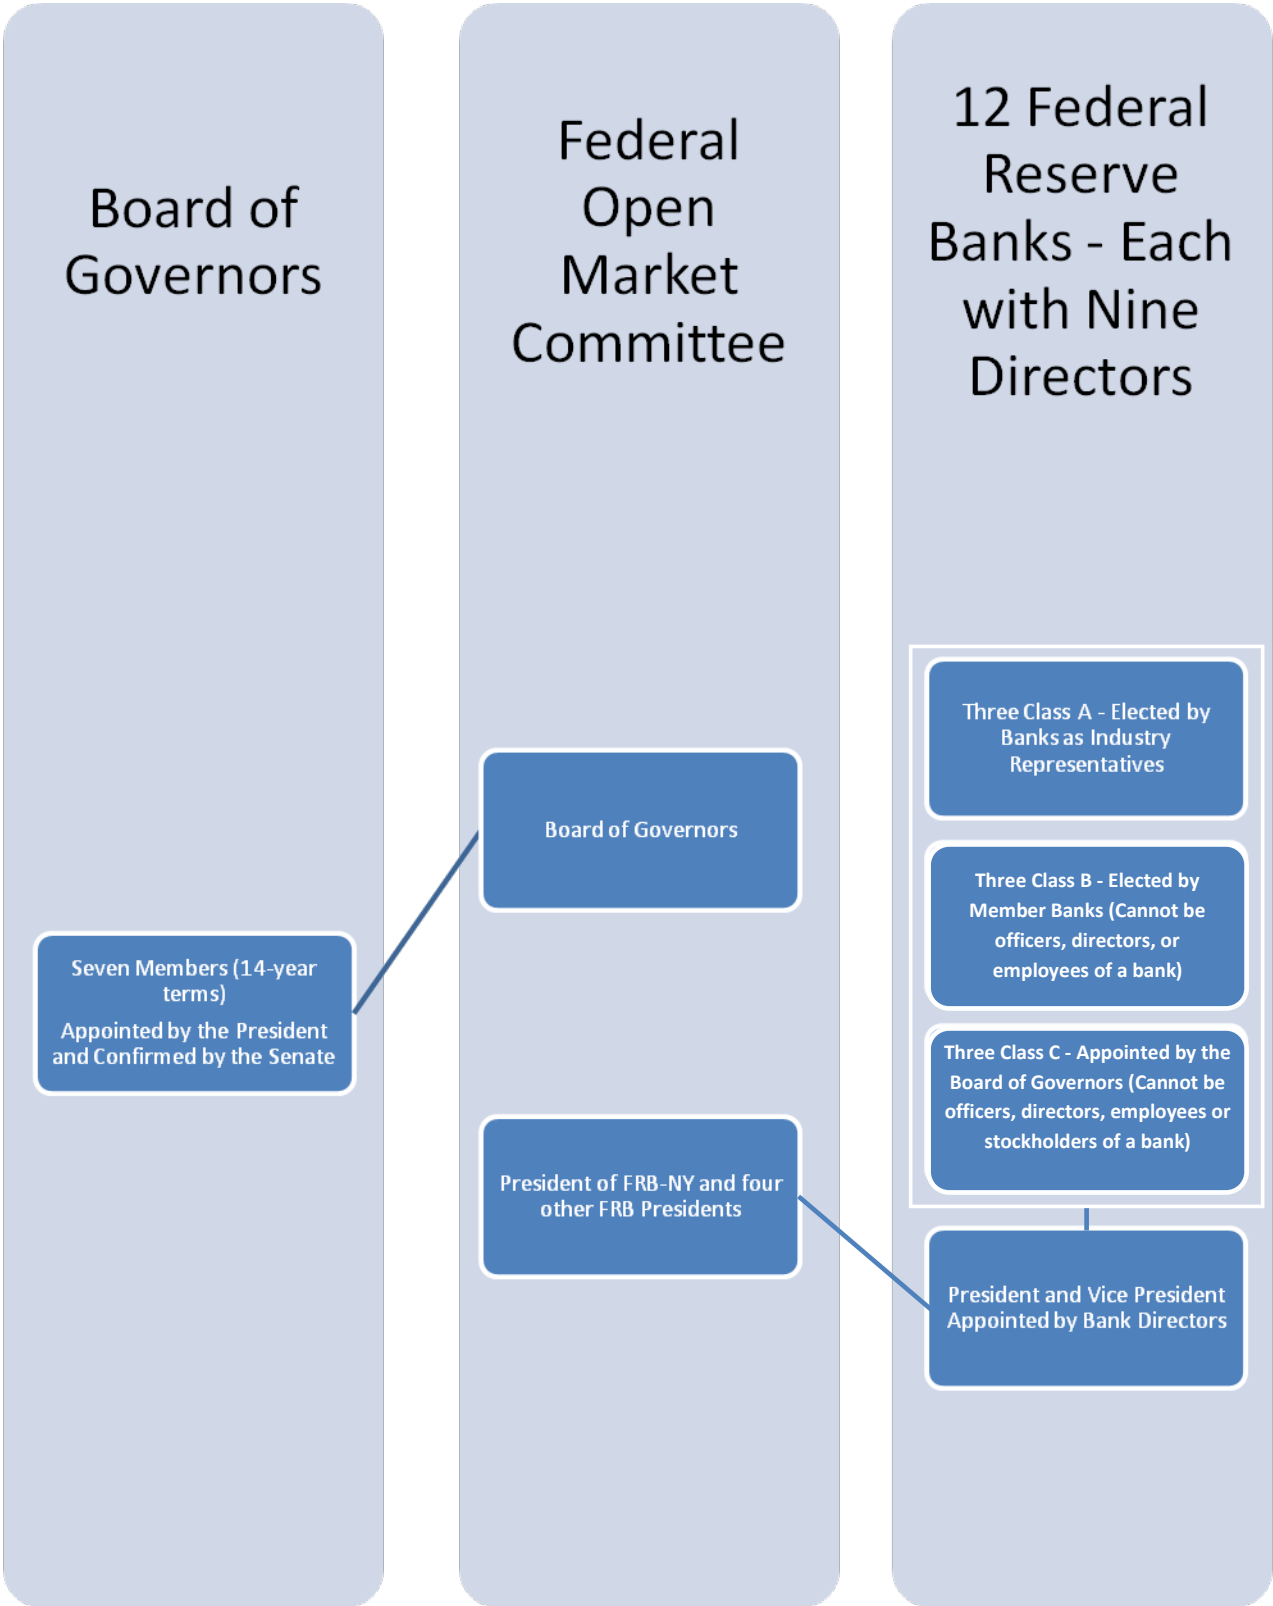 Board of
Governors
Seven Members (14-year
terms)
Appointed by the President
and Confirmed by the Senate
Federal
Open
Market
Committee
Board of Governors
President of FRB-NY and four
other FRB Presidents
12 Federal
Reserve
Banks - Each
with Nine
Directors
Three Class A - Elected by
Banks as Industry
Representatives
Three Class B - Elected by
Member Banks (Cannot be
officers, directors, or
employees of a bank)
Three Class C - Appointed by the
Board of Governors (Cannot be
officers, directors, employees or
stockholders of a bank)
President and Vice President
Appointed by Bank Directors